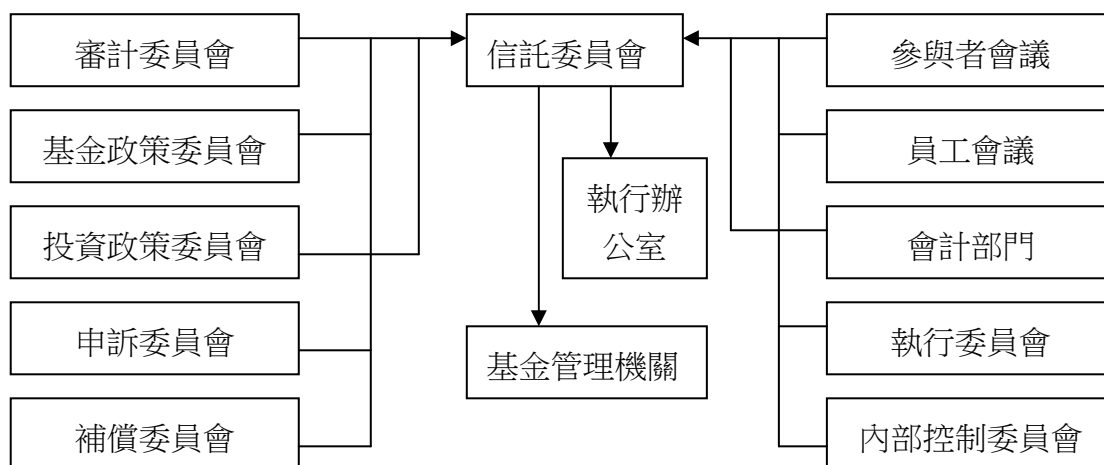 審計委員會
信託委員會
參與者會議
基金政策委員會
員工會議
執行辦
公室
投資政策委員會
會計部門
申訴委員會
基金管理機關
執行委員會
補償委員會
內部控制委員會